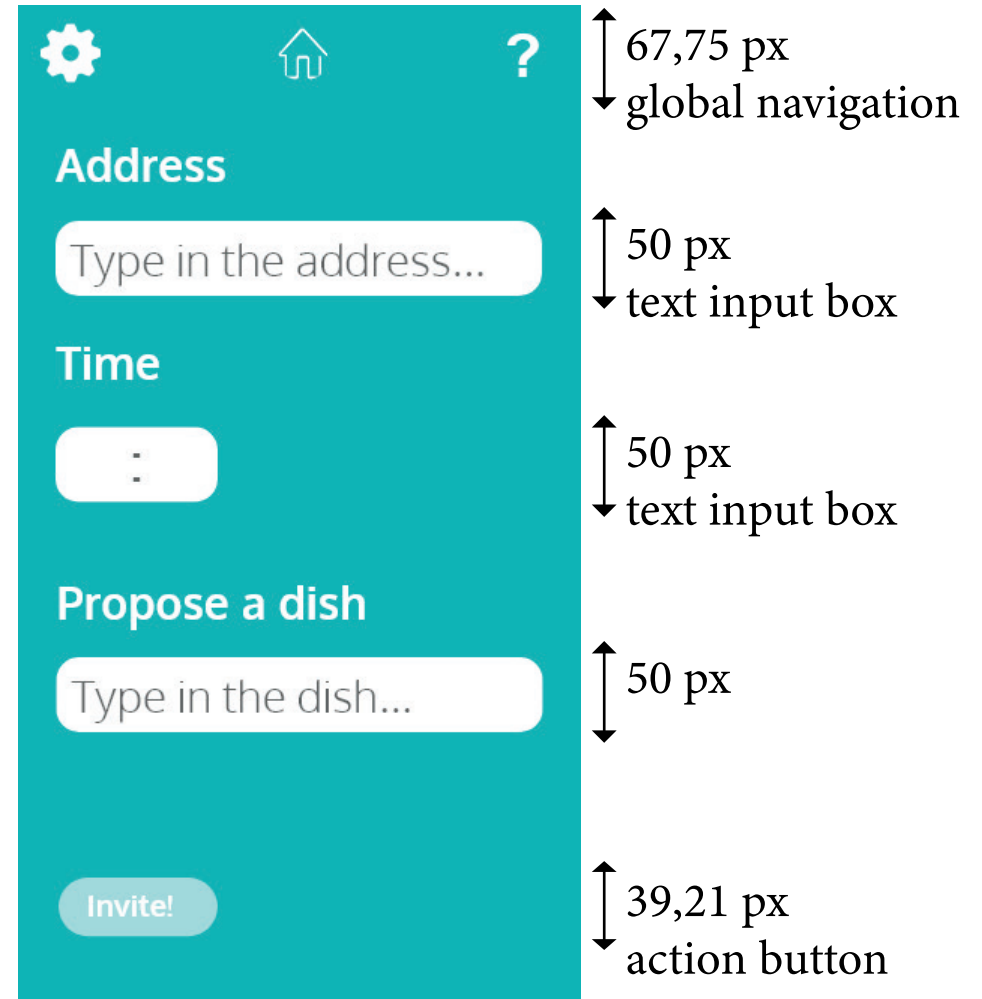 ?
67,75 px
global navigation
Address
Type in the address...
50 px
text input box
Time
:
50 px
text input box
Propose a dish
Type in the dish...
50 px
Invite!
39,21 px
action button